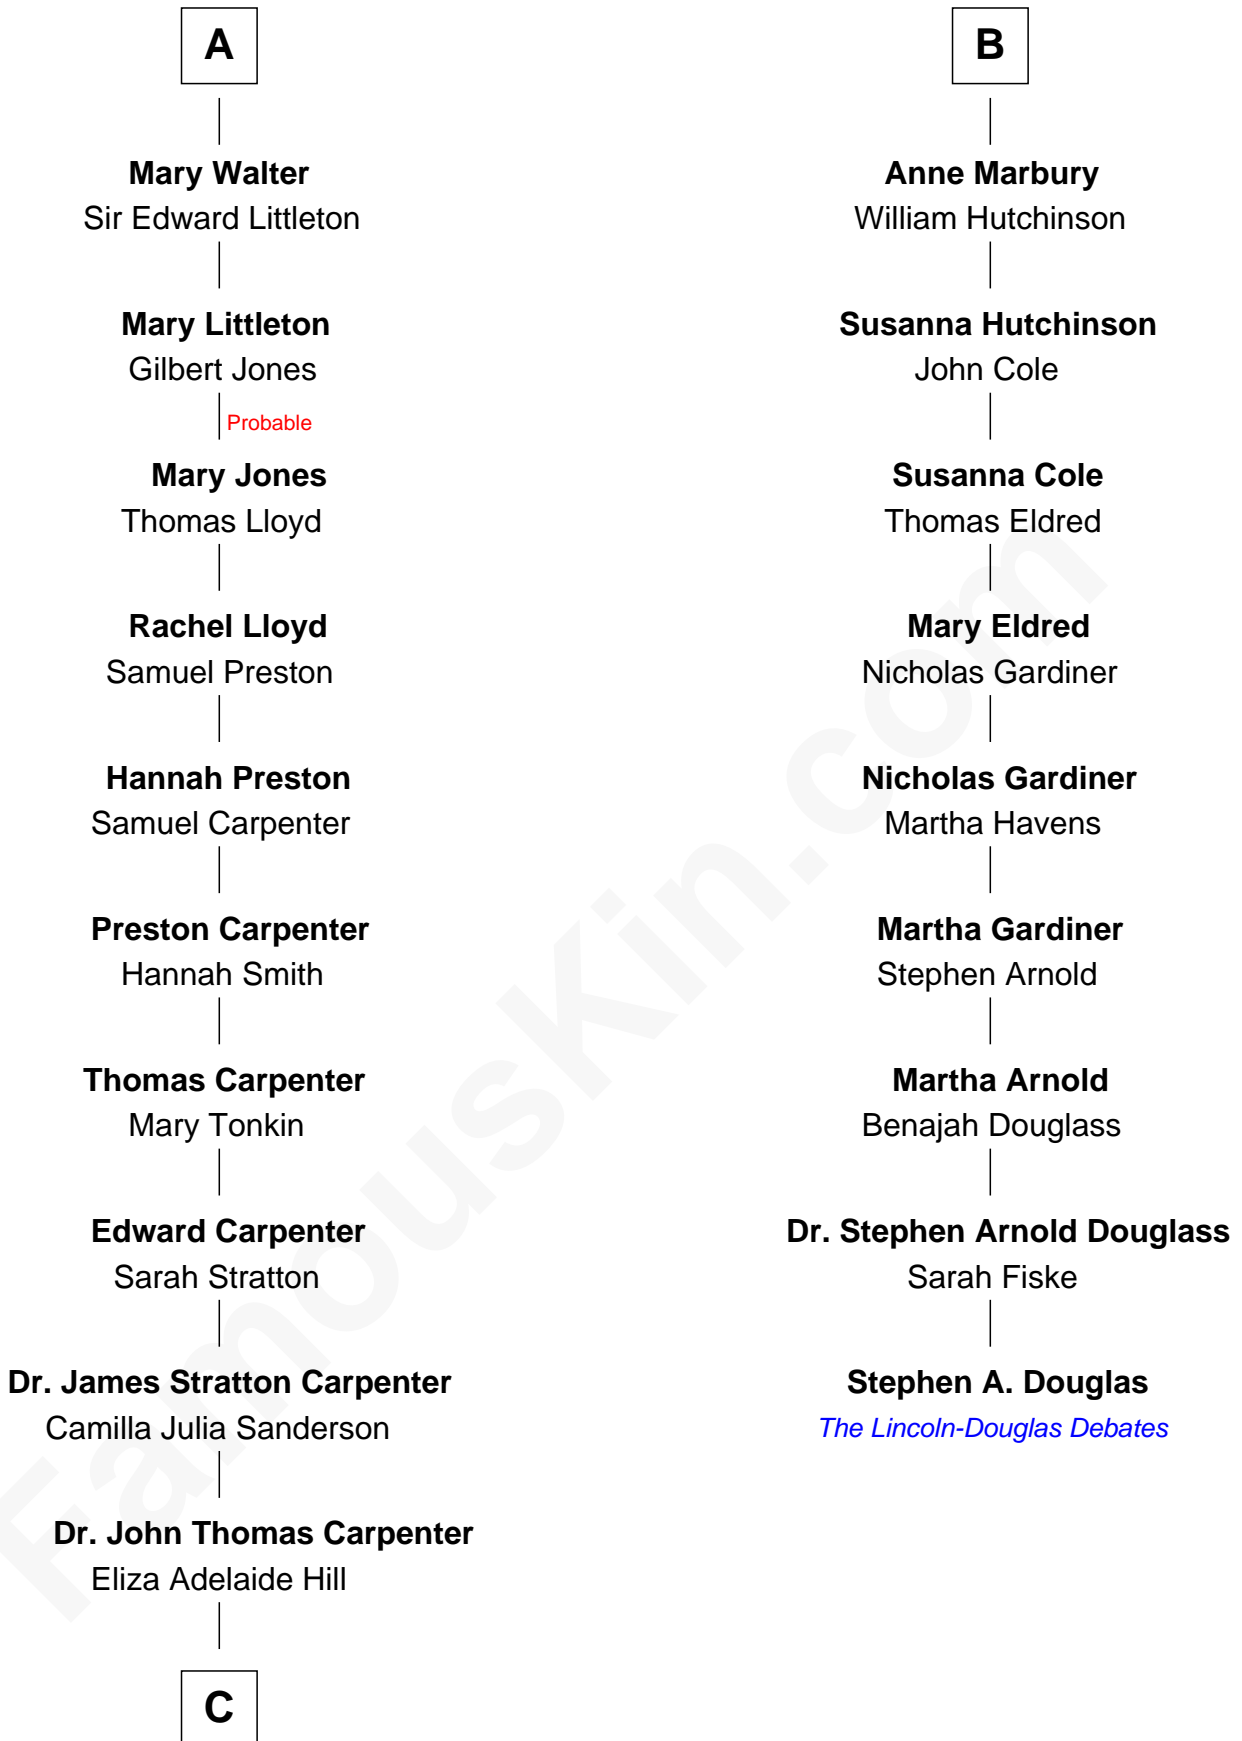 A
Mary Walter
Sir Edward Littleton
Mary Littleton
Gilbert Jones
Probable
Mary Jones
Thomas Lloyd
Rachel Lloyd
Samuel Preston
Hannah Preston
Samuel Carpenter
Preston Carpenter
Hannah Smith
Thomas Carpenter
Mary Tonkin
Edward Carpenter
Sarah Stratton
Dr. James Stratton Carpenter
Camilla Julia Sanderson
Dr. John Thomas Carpenter
Eliza Adelaide Hill
C
B
Anne Marbury
William Hutchinson
Susanna Hutchinson
John Cole
Susanna Cole
Thomas Eldred
Mary Eldred
Nicholas Gardiner
Nicholas Gardiner
Martha Havens
Martha Gardiner
Stephen Arnold
Martha Arnold
Benajah Douglass
Dr. Stephen Arnold Douglass
Sarah Fiske
Stephen A. Douglas
The Lincoln-Douglas Debates
FamousKin.com